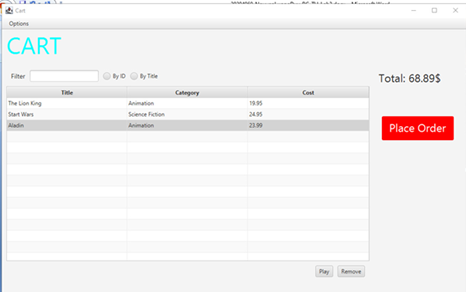 Cart
Options
CART
Filter By ID By Title
Total: 68.89$
Title Category Cost
The Lion King Animation 19.95
Start Wars Science Fiction 24.95
Aladin Animation 23.99
Place Order
Play Remove